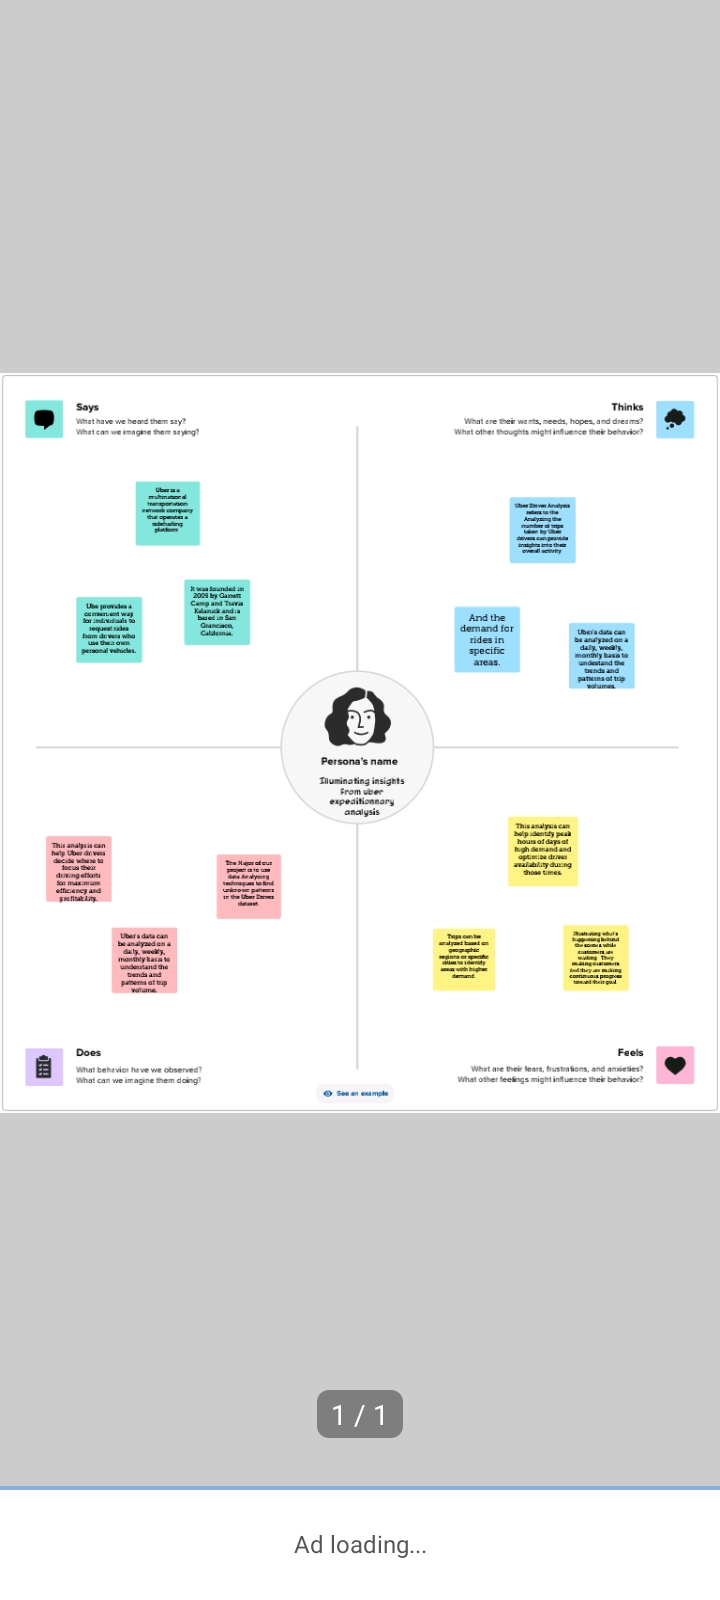 Says
What have we heard them say?
What can we imagine them saying?
Thinks
What are their wants, needs, hopes, and dreams?
What other thoughts might influence their behavior?
Uber is a
multinational
transportation
network company
that operates a
ridehailing
platform
Ube provides a
convenient way
for individuals to
request rides
from drivers who
use their own
personal vehicles.
It was founded in
2009 by Garrett
Camp and Travis
Kalanick and is
based in San
Grancisco,
California.
Uber Driver Analysis
refers to the
Analyzing the
number of trips
taken by Uber
drivers can provide
insights into their
overall activity
And the
demand for
rides in
specific
areas.
Uber's data can
be analyzed on a
daily, weekly,
monthly basis to
undestand the
trends and
patterns of trip
volumes.
Persona's name
Illuminating insights
from uber
expeditionnary
analysis
This analysis can
help Uber drivers
decide where to
focus their
driving efforts
for maximum
efficiency and
profitability.
The Major of our
project is to use
data Analyzing
techniques to find
unknown patterns
in the Uber Drives
dataset
Uber's data can
be analyzed on a
daily, weekly,
monthly basis to
understand the
trends and
patterns of trip
volume.
This analysis can
help identify peak
hours of days of
high demand and
optimize driver
availability during
those times.
Trips can be
analyzed based on
geographic
regions or specific
cities to identify
areas with higher
demand
Illustrating what's
happening behind
the scenes while
customers are
waiting. They
making customers
feel they are making
continuous progress
toward their goal
Does
What behavior have we observed?
What can we imagine them doing?
Feels
What are their fears, frustrations, and anxieties?
What other feelings might influence their behavior?
See an example
1 / 1
Ad loading...